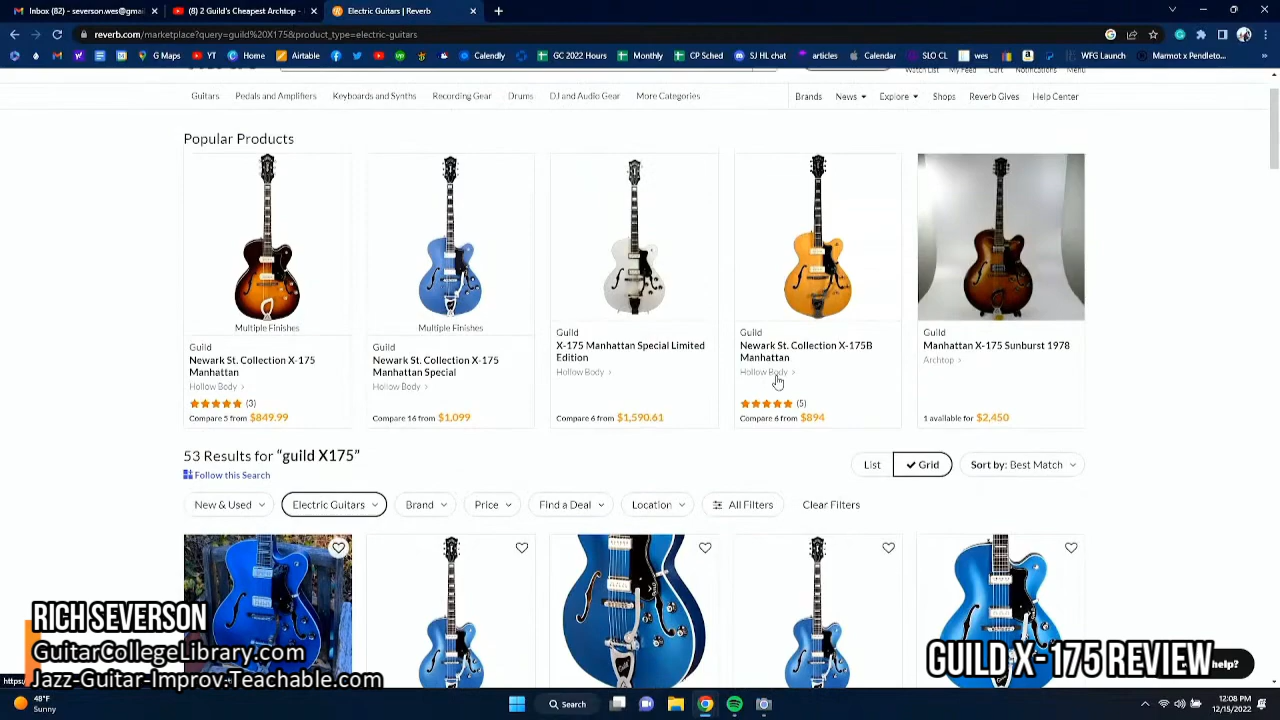 Inbox (82) - severson.wes@gmail
(8) 2 Guild's Cheapest Archtop -
Electric Guitars | Reverb
reverb.com/marketplace?query=guild%20X175&product_type=electric-guitars
G Maps
Home
Airtable
Calendly
GC 2022 Hours
Monthly
CP Sched
SJ HL chat
articles
Calendar
SLO CL
wes
WFG Launch
Marmot x Pendleto...
Watch List My Feed Cart Notifications Menu
Guitars Pedals and Amplifiers Keyboards and Synths Recording Gear Drums DJ and Audio Gear More Categories Brands News Explore Shops Reverb Gives Help Center
Popular Products
Multiple Finishes
Guild
Newark St. Collection X-175
Manhattan
Hollow Body >
(3)
Compare 5 from $849.99
Multiple Finishes
Guild
Newark St. Collection X-175
Manhattan Special
Hollow Body >
Compare 16 from $1,099
Guild
X-175 Manhattan Special Limited
Edition
Hollow Body >
Compare 6 from $1,590.61
Guild
Newark St. Collection X-175B
Manhattan
Hollow Body >
(5)
Compare 6 from $894
Guild
Manhattan X-175 Sunburst 1978
Archtop >
1 available for $2,450
53 Results for "guild X175"
Follow this Search
List
Grid
Sort by: Best Match
New & Used
Electric Guitars
Brand
Price
Find a Deal
Location
All Filters
Clear Filters
RICH SEVERSON
GuitarCollegeLibrary.com
Jazz-Guitar-Improv.Teachable.com
GUILD X-175 REVIEW
help?
48°F
Sunny
Search
12:08 PM
12/15/2022